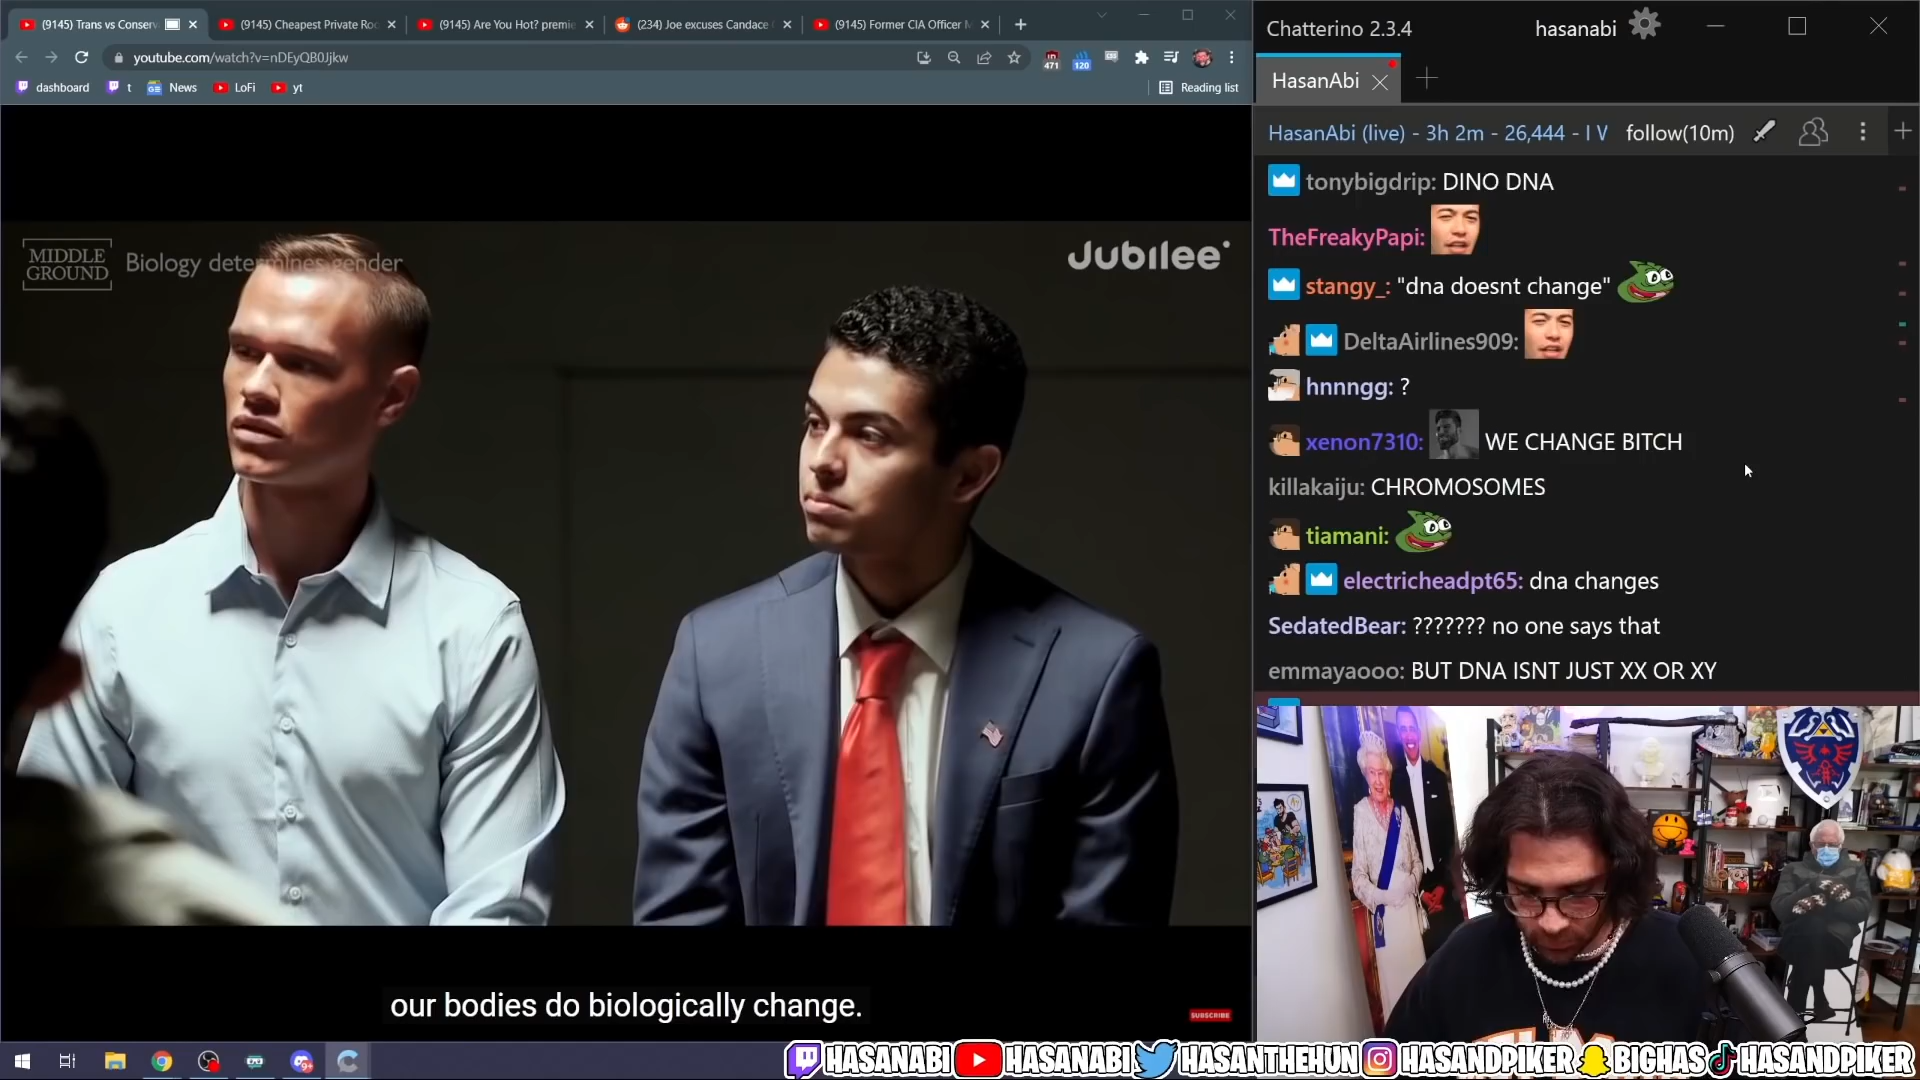 (9145) Trans vs Conserv
(9145) Cheapest Private Ro
(9145) Are You Hot? premie
(234) Joe excuses Candace
(9145) Former CIA Officer
youtube.com/watch?v=nDEyQB0Jjkw
471
120
dashboard
t
News
LoFi
yt
Reading list
MIDDLE
GROUND
Biology determines gender
Jubilee
our bodies do biologically change.
SUBSCRIBE
Chatterino 2.3.4
hasanabi
HasanAbi
HasanAbi (live) - 3h 2m - 26,444 - I V
follow(10m)
tonybigdrip: DINO DNA
TheFreakyPapi:
stangy_: "dna doesnt change"
DeltaAirlines909:
hnnngg: ?
xenon7310: WE CHANGE BITCH
killakaiju: CHROMOSOMES
tiamani:
electricheadpt65: dna changes
SedatedBear: ??????? no one says that
emmayaooo: BUT DNA ISNT JUST XX OR XY
HASANABI
HASANABI
HASANTHEHUN
HASANDPIKER
BIGHAS
HASANDPIKER